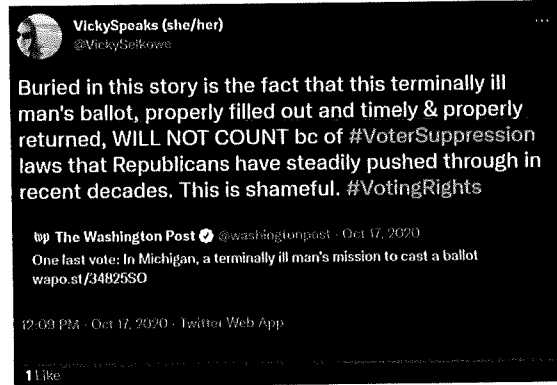 VickySpeaks (she/her)
@VickySelkowe
Buried in this story is the fact that this terminally ill
man's ballot, properly filled out and timely & properly
returned, WILL NOT COUNT bc of #VoterSuppression
laws that Republicans have steadily pushed through in
recent decades. This is shameful. #VotingRights
wp The Washington Post @washingtonpost · Oct 17, 2020
One last vote: In Michigan, a terminally ill man's mission to cast a ballot
wapo.st/34825SO
12:09 PM · Oct 17, 2020 · Twitter Web App
1 Like